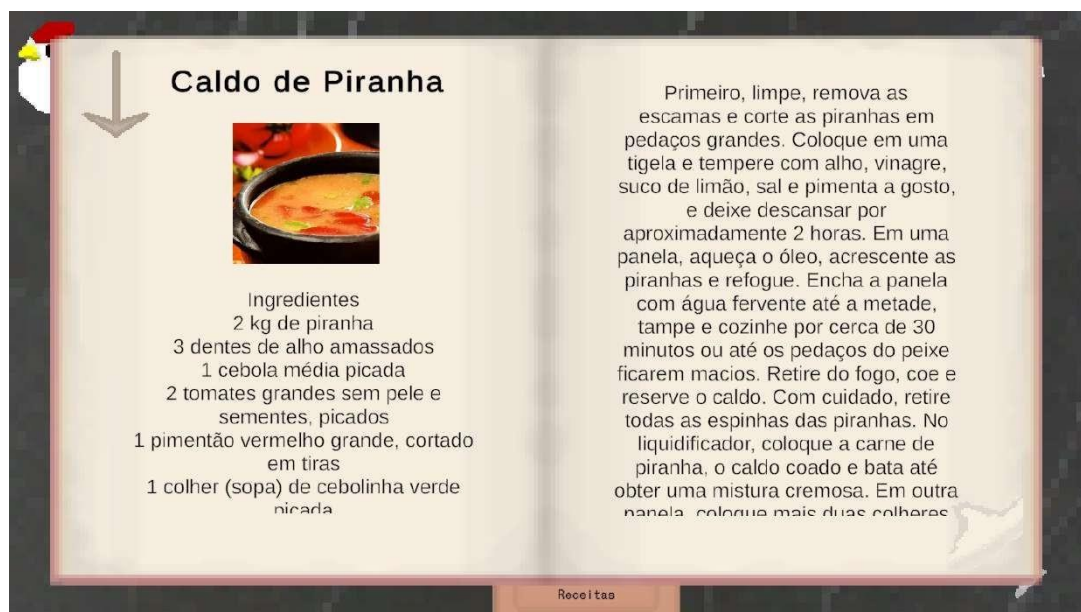 Caldo de Piranha
Ingredientes
2 kg de piranha
3 dentes de alho amassados
1 cebola média picada
2 tomates grandes sem pele e
sementes, picados
1 pimentão vermelho grande, cortado
em tiras
1 colher (sopa) de cebolinha verde
picada
Primeiro, limpe, remova as
escamas e corte as piranhas em
pedaços grandes. Coloque em uma
tigela e tempere com alho, vinagre,
suco de limão, sal e pimenta a gosto,
e deixe descansar por
aproximadamente 2 horas. Em uma
panela, aqueça o óleo, acrescente as
piranhas e refogue. Encha a panela
com água fervente até a metade,
tampe e cozinhe por cerca de 30
minutos ou até os pedaços do peixe
ficarem macios. Retire do fogo, coe e
reserve o caldo. Com cuidado, retire
todas as espinhas das piranhas. No
liquidificador, coloque a carne de
piranha, o caldo coado e bata até
obter uma mistura cremosa. Em outra
panela, coloque mais duas colheres
Receitas